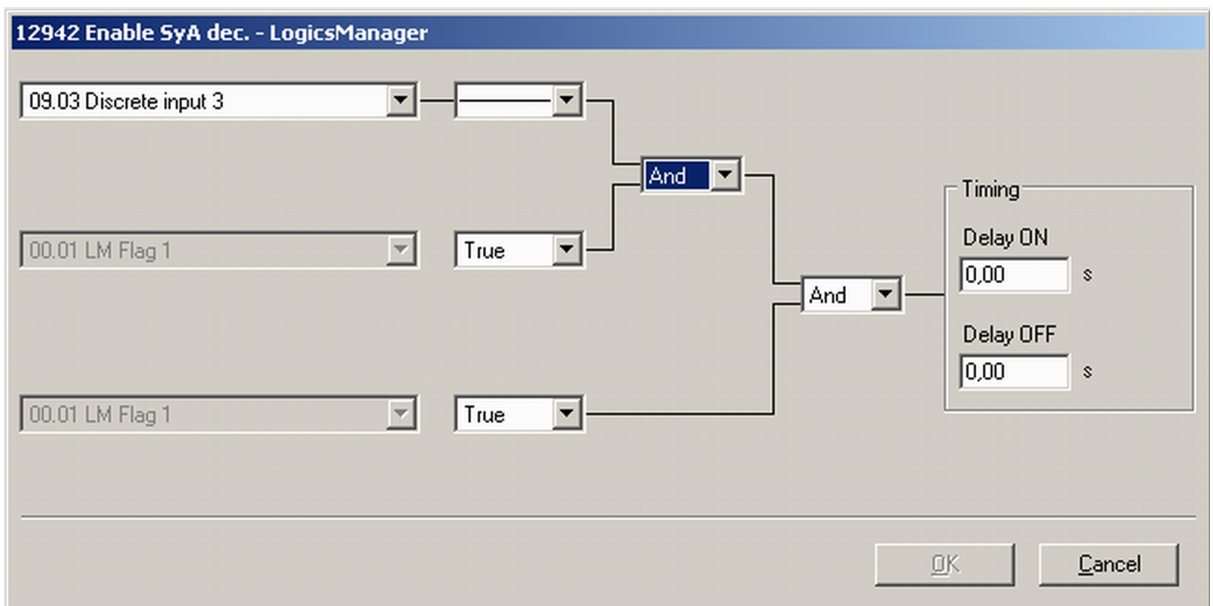 12942 Enable SyA dec. - LogicsManager
09.03 Discrete input 3
And
Timing
00.01 LM Flag 1 True
Delay ON
0,00 s
And
Delay OFF
0,00 s
00.01 LM Flag 1 True
OK Cancel